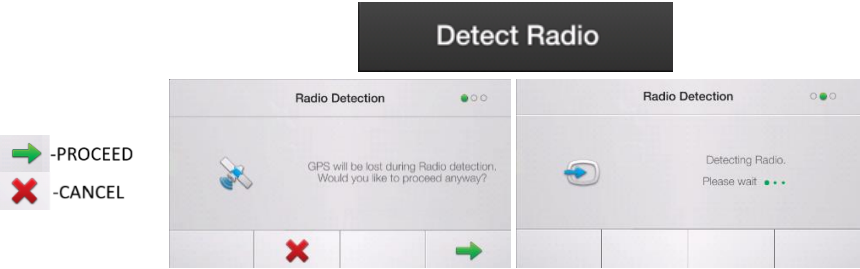 Detect Radio
Radio Detection
GPS will be lost during Radio detection.
Would you like to proceed anyway?
Radio Detection
Detecting Radio.
Please wait
-PROCEED
-CANCEL